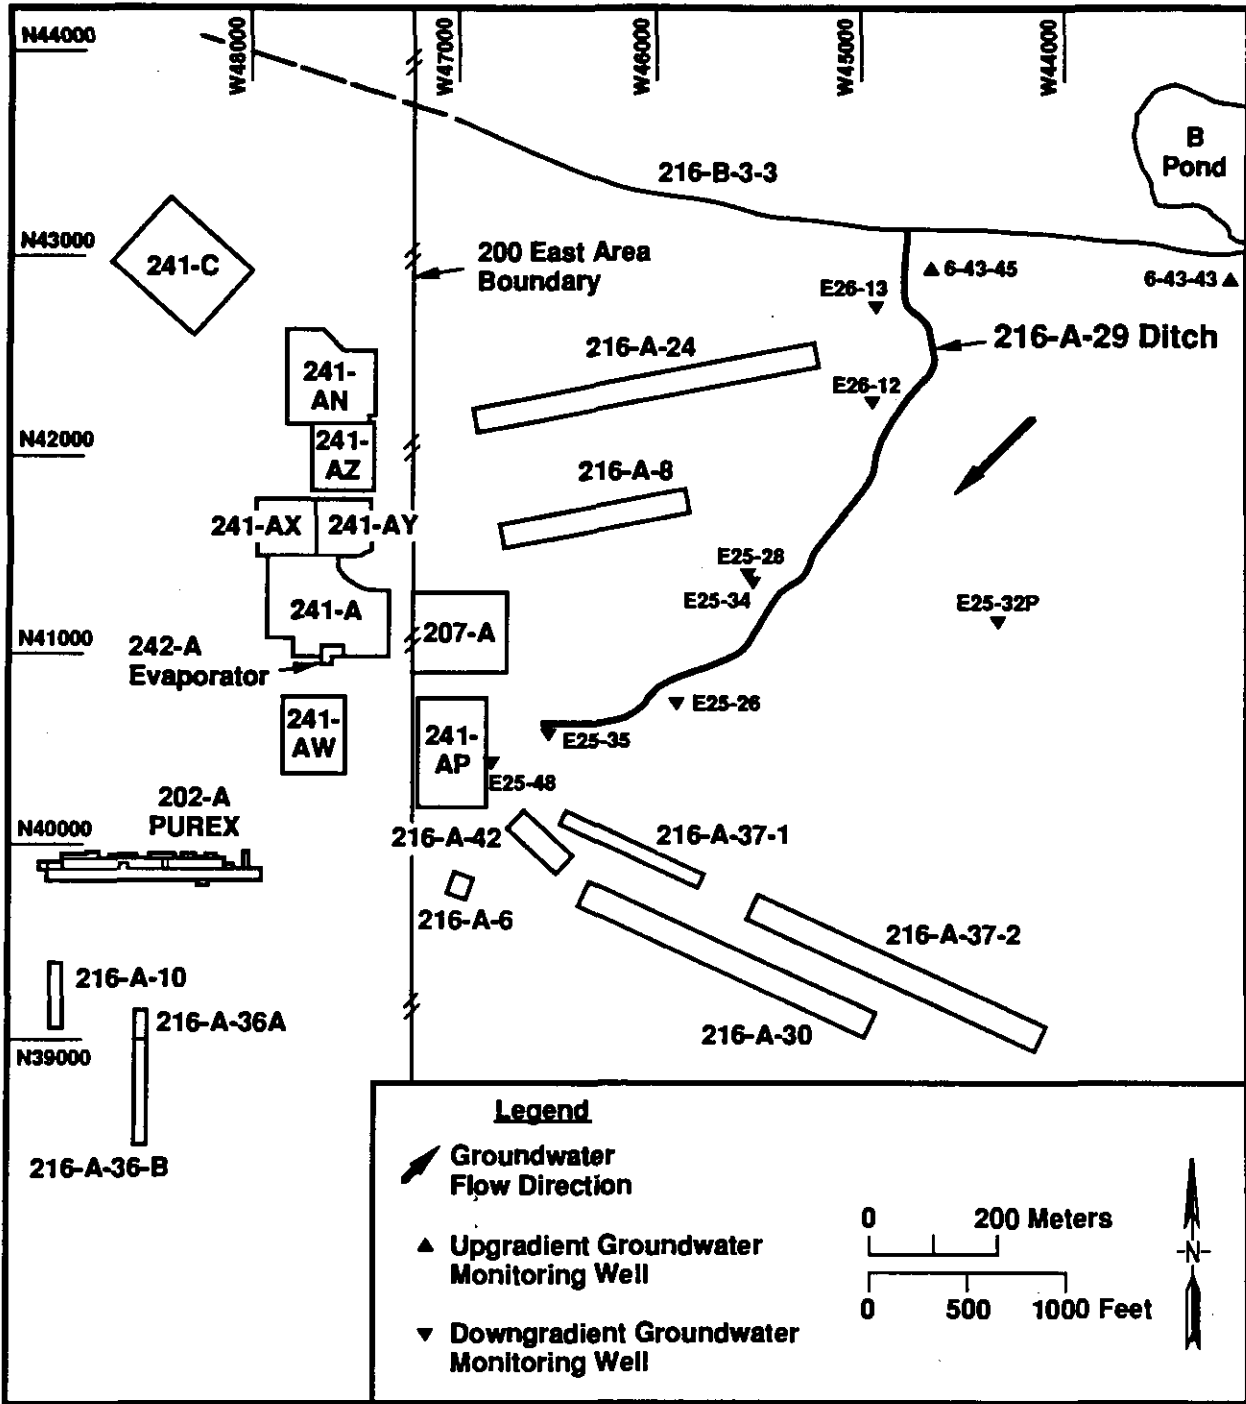 N44000
W48000
W47000
W46000
W45000
W44000
B
Pond
216-B-3-3
N43000
241-C
200 East Area
Boundary
6-43-45
6-43-43
E26-13
216-A-29 Ditch
216-A-24
241-
AN
E26-12
N42000
241-
AZ
216-A-8
241-AX
241-AY
E25-28
E25-34
E25-32P
241-A
207-A
N41000
242-A
Evaporator
E25-26
241-
AW
241-
AP
E25-35
E25-48
202-A
PUREX
N40000
216-A-42
216-A-37-1
216-A-6
216-A-37-2
216-A-10
216-A-36A
216-A-30
N39000
216-A-36-B
Legend
Groundwater
Flow Direction
Upgradient Groundwater
Monitoring Well
Downgradient Groundwater
Monitoring Well
0 200 Meters
0 500 1000 Feet
N